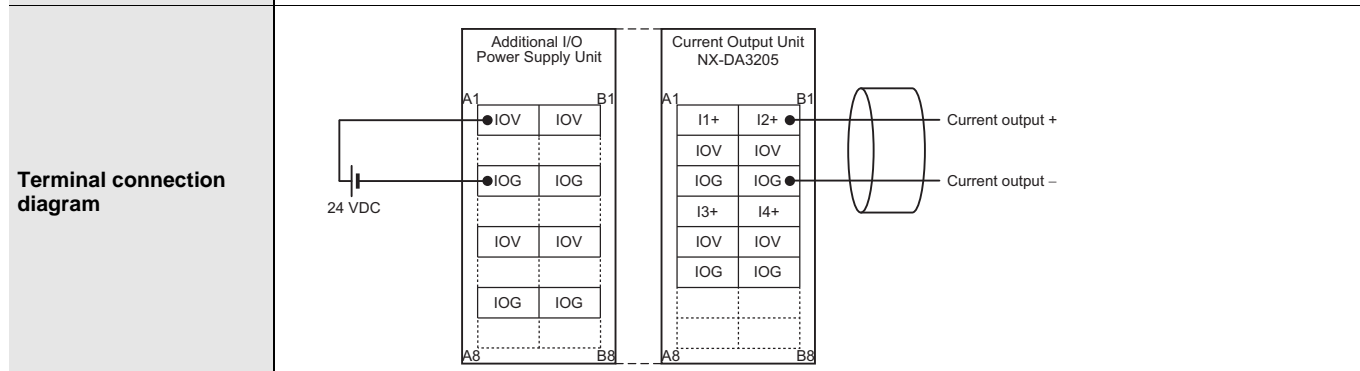 Terminal connection
diagram
24 VDC
Additional I/O
Power Supply Unit
A1 B1
IOV IOV
IOG IOG
IOV IOV
IOG IOG
A8 B8
Current Output Unit
NX-DA3205
A1 B1
I1+ I2+
IOV IOV
IOG IOG
I3+ I4+
IOV IOV
IOG IOG
A8 B8
Current output +
Current output −